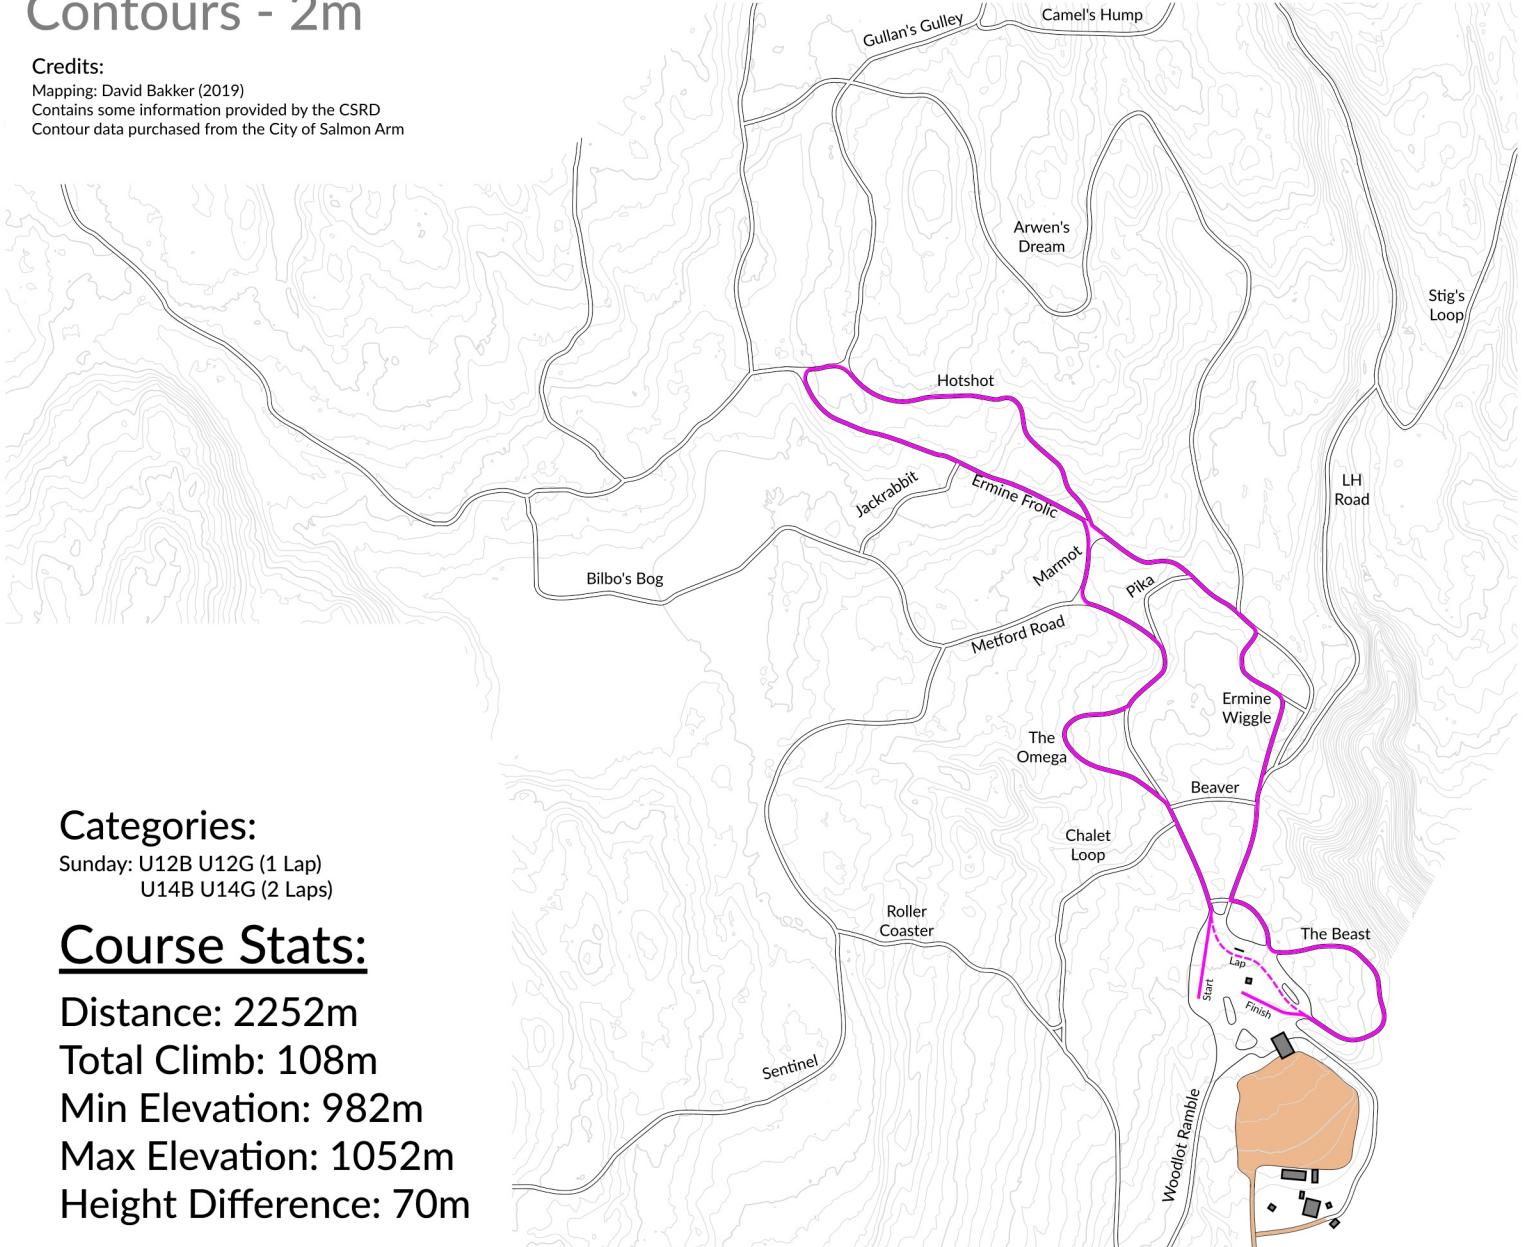 Contours - 2m
Credits:
Mapping: David Bakker (2019)
Contains some information provided by the CSRD
Contour data purchased from the City of Salmon Arm
Gullan's Gulley
Camel's Hump
Arwen's
Dream
Stig's
Loop
Hotshot
LH
Road
Jackrabbit
Ermine Frolic
Marmot
Pika
Bilbo's Bog
Metford Road
Ermine
Wiggle
The
Omega
Beaver
Chalet
Loop
Roller
Coaster
The Beast
Lap
Start
Finish
Sentinel
Woodlot Ramble
Categories:
Sunday: U12B U12G (1 Lap)
U14B U14G (2 Laps)
Course Stats:
Distance: 2252m
Total Climb: 108m
Min Elevation: 982m
Max Elevation: 1052m
Height Difference: 70m